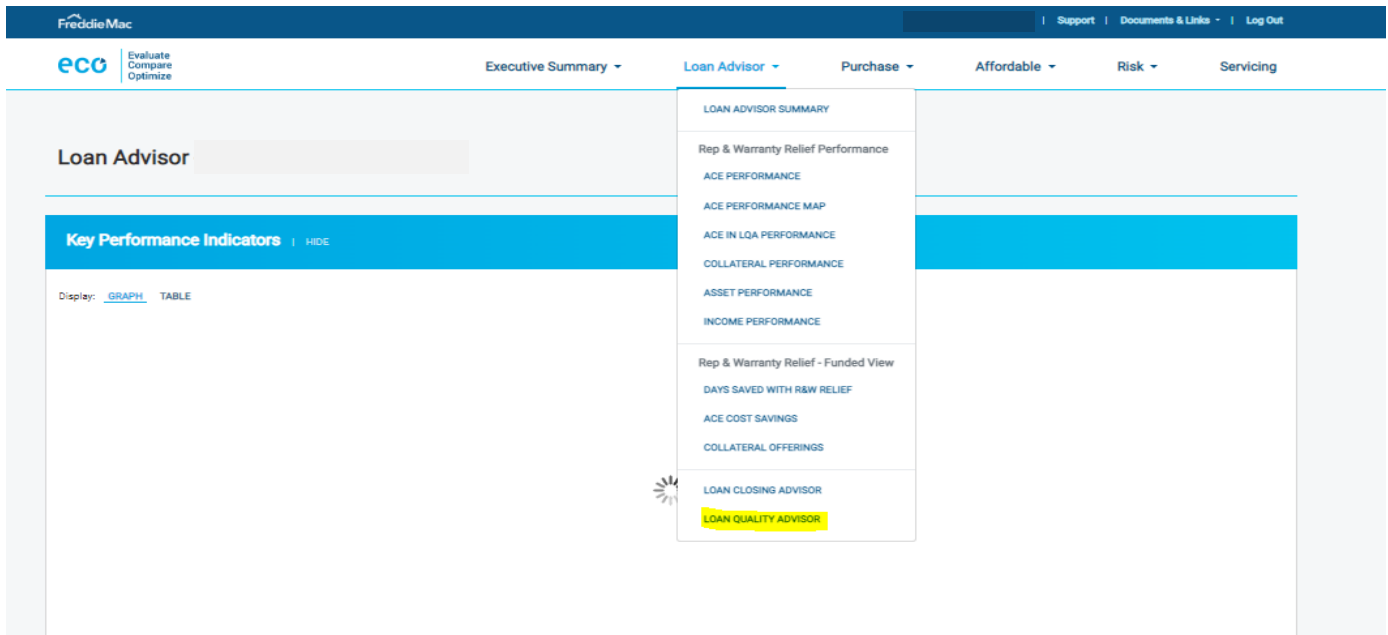 FreddieMac
| Support | Documents & Links | Log Out
eco
Evaluate
Compare
Optimize
Executive Summary
Loan Advisor
Purchase
Affordable
Risk
Servicing
LOAN ADVISOR SUMMARY
Rep & Warranty Relief Performance
ACE PERFORMANCE
ACE PERFORMANCE MAP
ACE IN LQA PERFORMANCE
COLLATERAL PERFORMANCE
ASSET PERFORMANCE
INCOME PERFORMANCE
Rep & Warranty Relief - Funded View
DAYS SAVED WITH R&W RELIEF
ACE COST SAVINGS
COLLATERAL OFFERINGS
LOAN CLOSING ADVISOR
LOAN QUALITY ADVISOR
Loan Advisor
Key Performance Indicators | HIDE
Display: GRAPH TABLE